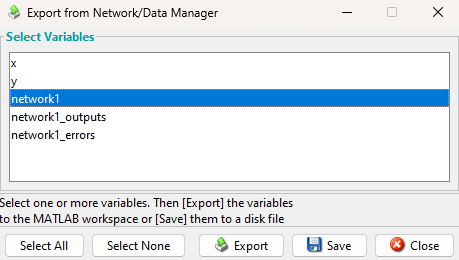 Export from Network/Data Manager
Select Variables
x
y
network1
network1_outputs
network1_errors
Select one or more variables. Then [Export] the variables
to the MATLAB workspace or [Save] them to a disk file
Select All
Select None
Export
Save
Close